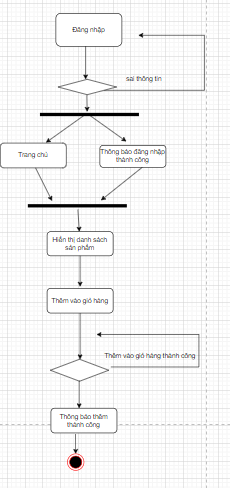 Đăng nhập
sai thông tin
Trang chủ
Thông báo đăng nhập
thành công
Hiển thị danh sách
sản phẩm
Thêm vào giỏ hàng
Thêm vào giỏ hàng thành công
Thông báo thêm
thành công